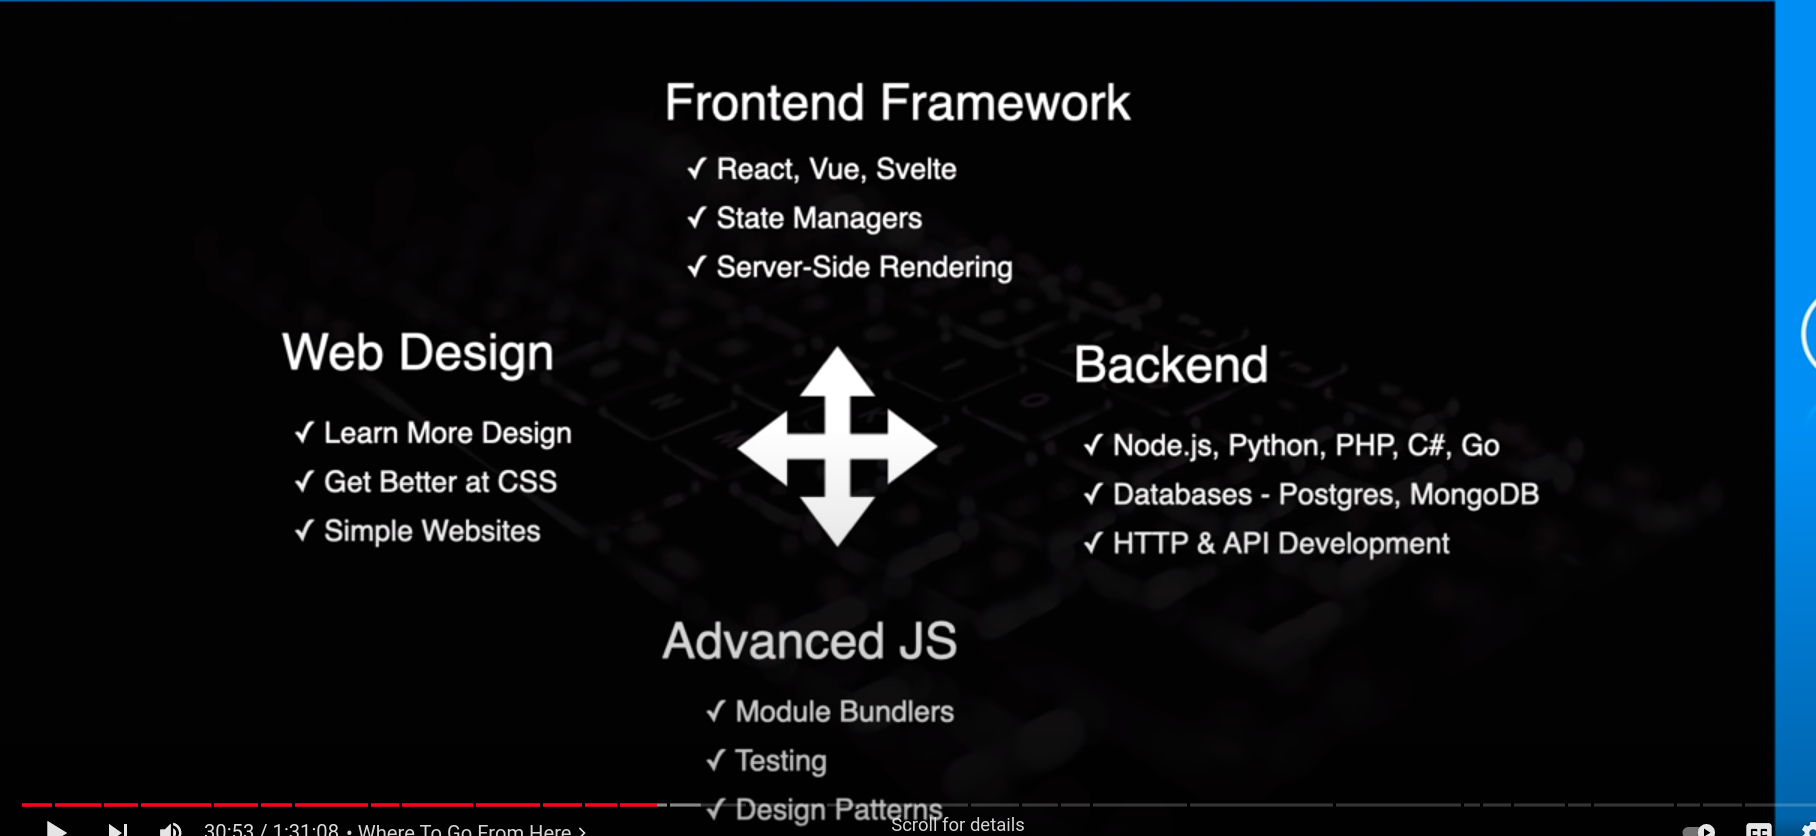 Frontend Framework
✓ React, Vue, Svelte
✓ State Managers
✓ Server-Side Rendering
Web Design
✓ Learn More Design
✓ Get Better at CSS
✓ Simple Websites
Backend
✓ Node.js, Python, PHP, C#, Go
✓ Databases - Postgres, MongoDB
✓ HTTP & API Development
Advanced JS
✓ Module Bundlers
✓ Testing
✓ Design Patterns
Scroll for details
30:53 / 1:31:08 • Where To Go From Here >